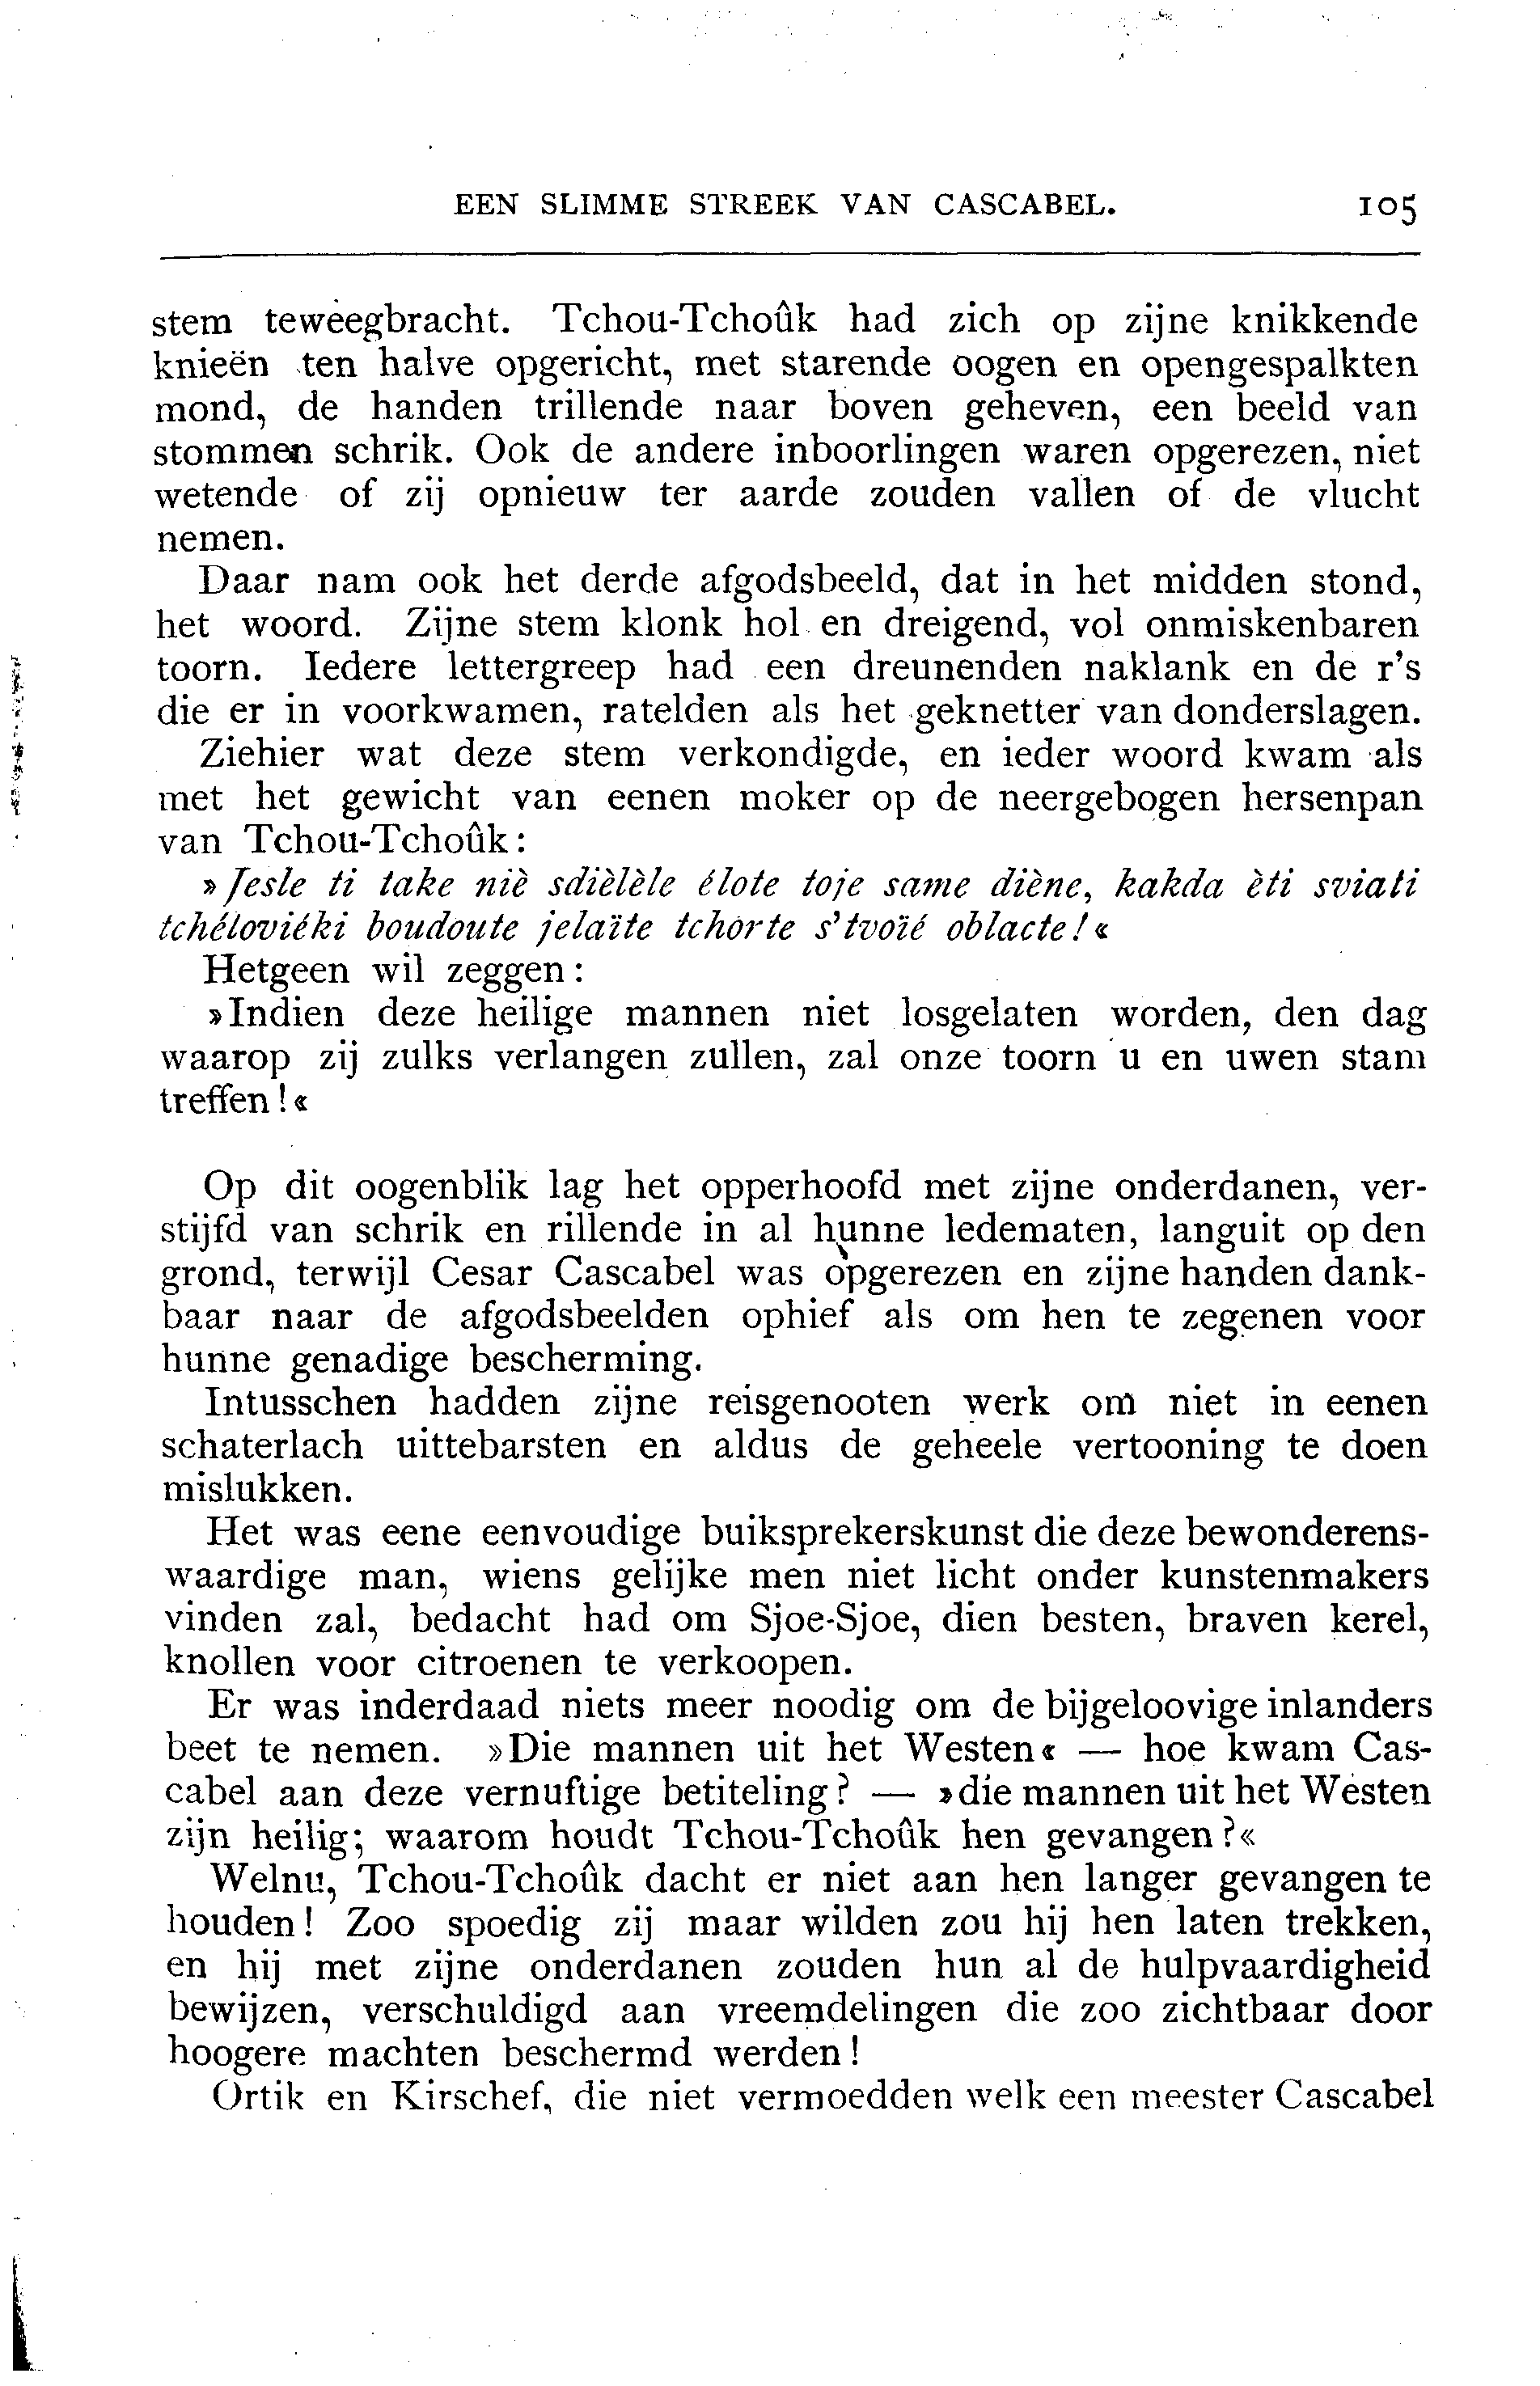 EEN SLIMME STREEK VAN CASCABEL. 105
stem teweegbracht. Tchou-Tchoûk had zich op zijne knikkende
knieën ten halve opgericht, met starende oogen en opengespalkten
mond, de handen trillende naar boven geheven, een beeld van
stommen schrik. Ook de andere inboorlingen waren opgerezen, niet
wetende of zij opnieuw ter aarde zouden vallen of de vlucht
nemen.
Daar nam ook het derde afgodsbeeld, dat in het midden stond,
het woord. Zijne stem klonk hol en dreigend, vol onmiskenbaren
toorn. Iedere lettergreep had een dreunenden naklank en de r's
die er in voorkwamen, ratelden als het geknetter van donderslagen.
Ziehier wat deze stem verkondigde, en ieder woord kwam als
met het gewicht van eenen moker op de neergebogen hersenpan
van Tchou-Tchoûk:
»Jesle ti take niè sdièlèle élote toje same diène, kakda èti sviati
tchéloviéki boudoute jelaïte tchorte s'tvoïé oblacte!«
Hetgeen wil zeggen:
»Indien deze heilige mannen niet losgelaten worden, den dag
waarop zij zulks verlangen zullen, zal onze toorn u en uwen stam
treffen!«
Op dit oogenblik lag het opperhoofd met zijne onderdanen, ver-
stijfd van schrik en rillende in al hunne ledematen, languit op den
grond, terwijl Cesar Cascabel was opgerezen en zijne handen dank-
baar naar de afgodsbeelden ophief als om hen te zegenen voor
hunne genadige bescherming.
Intusschen hadden zijne reisgenooten werk om niet in eenen
schaterlach uittebarsten en aldus de geheele vertooning te doen
mislukken.
Het was eene eenvoudige buiksprekerskunst die deze bewonderens-
waardige man, wiens gelijke men niet licht onder kunstenmakers
vinden zal, bedacht had om Sjoe-Sjoe, dien besten, braven kerel,
knollen voor citroenen te verkoopen.
Er was inderdaad niets meer noodig om de bijgeloovige inlanders
beet te nemen. »Die mannen uit het Westen« — hoe kwam Cas-
cabel aan deze vernuftige betiteling? — »die mannen uit het Westen
zijn heilig; waarom houdt Tchou-Tchoûk hen gevangen?«
Welnu, Tchou-Tchoûk dacht er niet aan hen langer gevangen te
houden! Zoo spoedig zij maar wilden zou hij hen laten trekken,
en hij met zijne onderdanen zouden hun al de hulpvaardigheid
bewijzen, verschuldigd aan vreemdelingen die zoo zichtbaar door
hoogere machten beschermd werden!
Ortik en Kirschef, die niet vermoedden welk een meester Cascabel